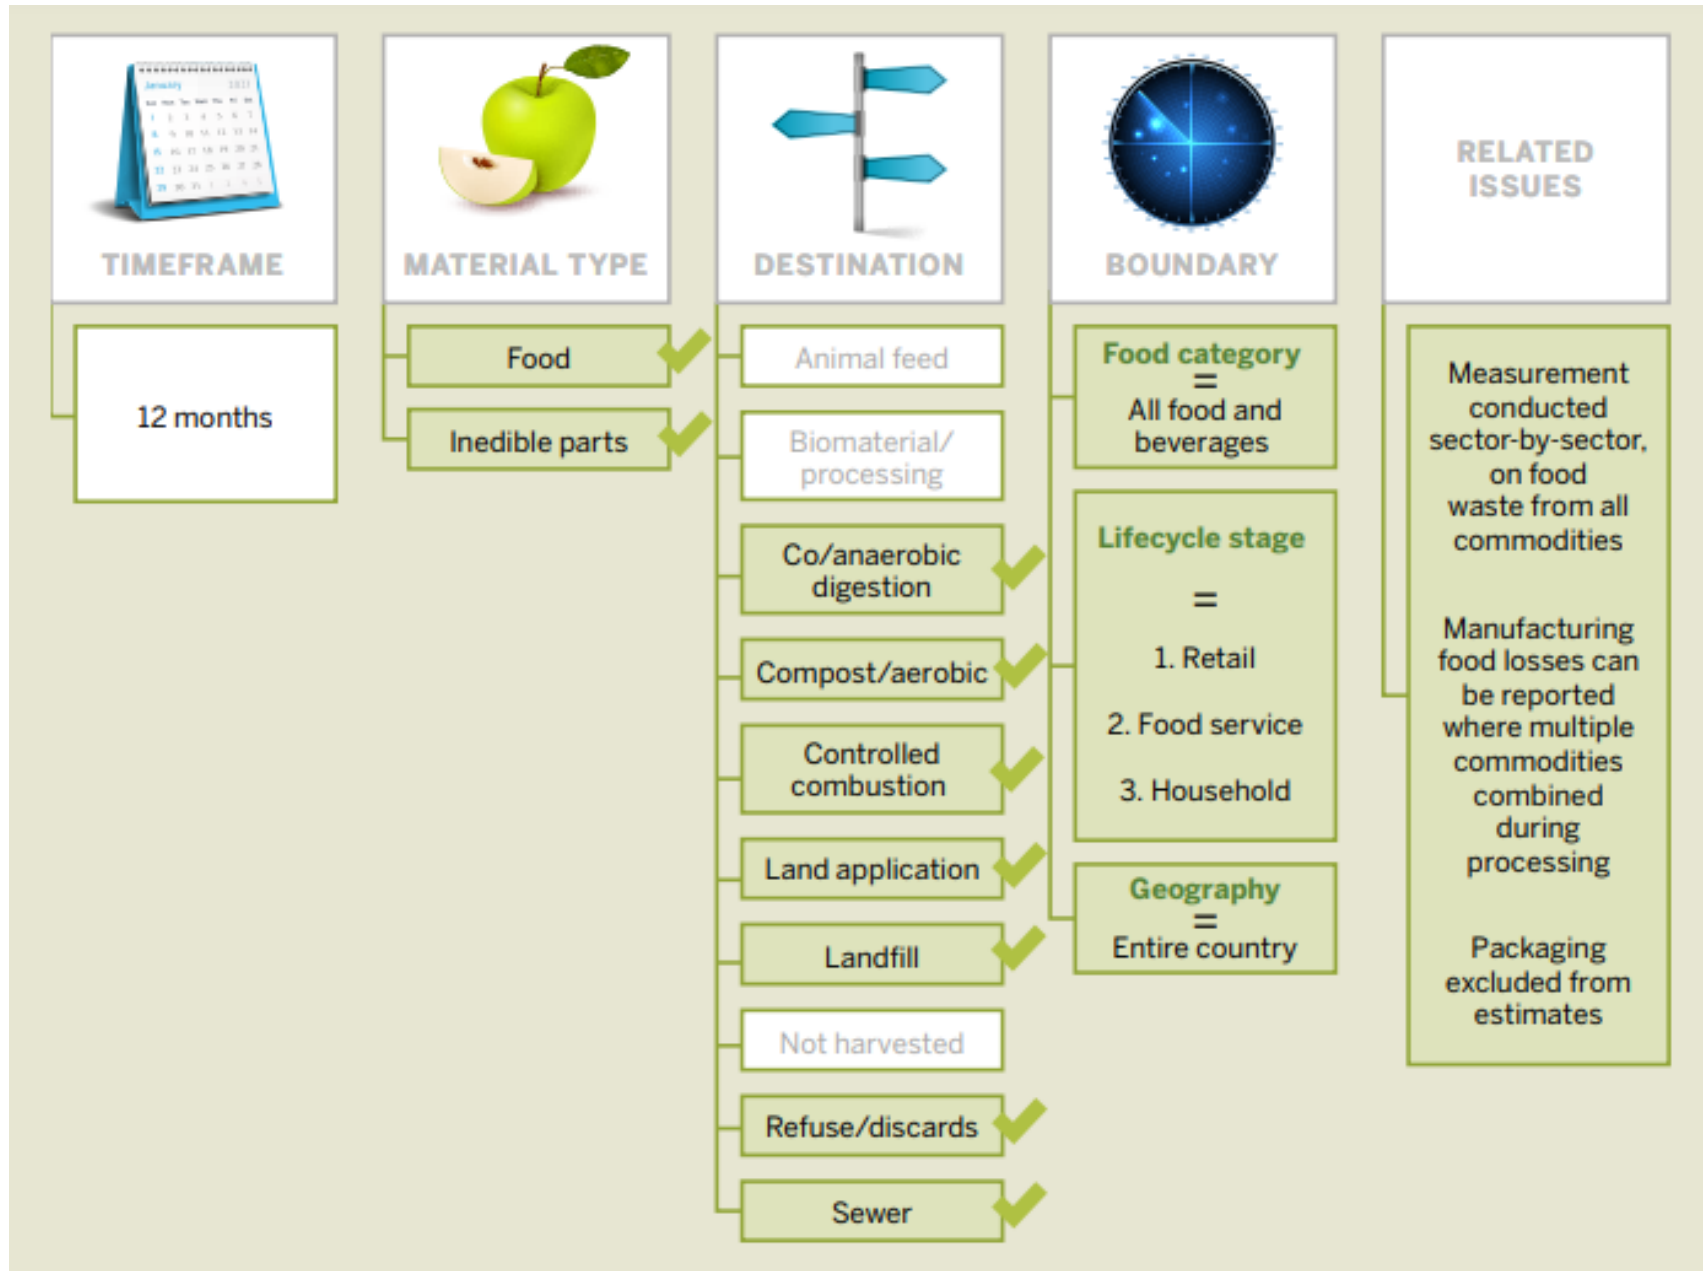 January 2023
TIMEFRAME
12 months
MATERIAL TYPE
Food
Inedible parts
DESTINATION
Animal feed
Biomaterial/
processing
Co/anaerobic
digestion
Compost/aerobic
Controlled
combustion
Land application
Landfill
Not harvested
Refuse/discards
Sewer
BOUNDARY
Food category
=
All food and
beverages
Lifecycle stage
=
1. Retail
2. Food service
3. Household
Geography
=
Entire country
RELATED
ISSUES
Measurement
conducted
sector-by-sector,
on food
waste from all
commodities
Manufacturing
food losses can
be reported
where multiple
commodities
combined
during
processing
Packaging
excluded from
estimates